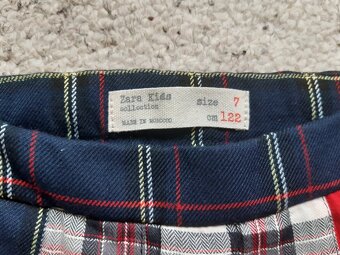 Zara Kids size 7
collection
MADE IN MOROCCO cm 122